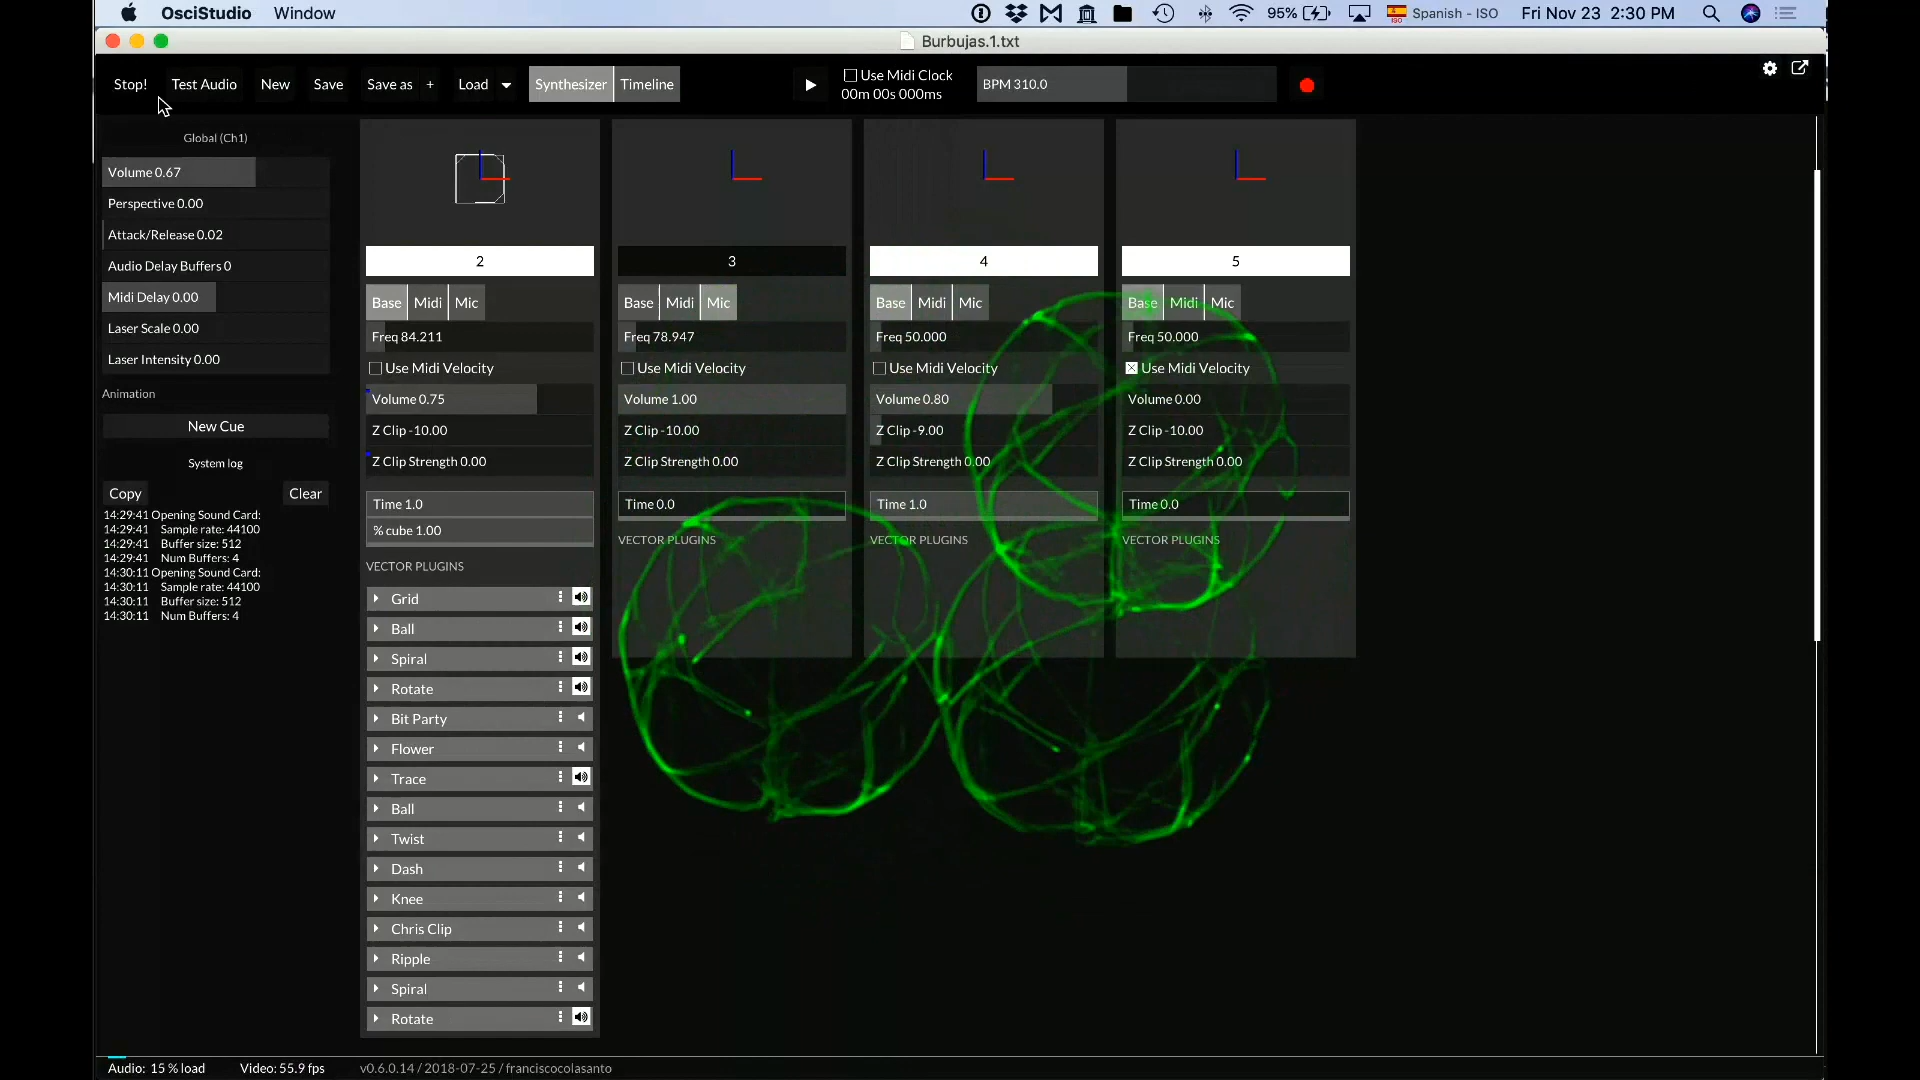 OsciStudio Window 95% Spanish - ISO Fri Nov 23 2:30 PM
Burbujas.1.txt
Stop! Test Audio New Save Save as + Load Synthesizer Timeline Use Midi Clock BPM 310.0
00m 00s 000ms
Global (Ch1)
Volume 0.67
Perspective 0.00
Attack/Release 0.02
Audio Delay Buffers 0
Midi Delay 0.00
Laser Scale 0.00
Laser Intensity 0.00
Animation
New Cue
System log
Copy Clear
14:29:41 Opening Sound Card:
14:29:41 Sample rate: 44100
14:29:41 Buffer size: 512
14:29:41 Num Buffers: 4
14:30:11 Opening Sound Card:
14:30:11 Sample rate: 44100
14:30:11 Buffer size: 512
14:30:11 Num Buffers: 4
2
Base Midi Mic
Freq 84.211
Use Midi Velocity
Volume 0.75
Z Clip -10.00
Z Clip Strength 0.00
Time 1.0
% cube 1.00
VECTOR PLUGINS
Grid
Ball
Spiral
Rotate
Bit Party
Flower
Trace
Ball
Twist
Dash
Knee
Chris Clip
Ripple
Spiral
Rotate
3
Base Midi Mic
Freq 78.947
Use Midi Velocity
Volume 1.00
Z Clip -10.00
Z Clip Strength 0.00
Time 0.0
VECTOR PLUGINS
4
Base Midi Mic
Freq 50.000
Use Midi Velocity
Volume 0.80
Z Clip -9.00
Z Clip Strength 0.00
Time 1.0
VECTOR PLUGINS
5
Base Midi Mic
Freq 50.000
Use Midi Velocity
Volume 0.00
Z Clip -10.00
Z Clip Strength 0.00
Time 0.0
VECTOR PLUGINS
Audio: 15 % load Video: 55.9 fps v0.6.0.14 / 2018-07-25 / franciscocolasanto